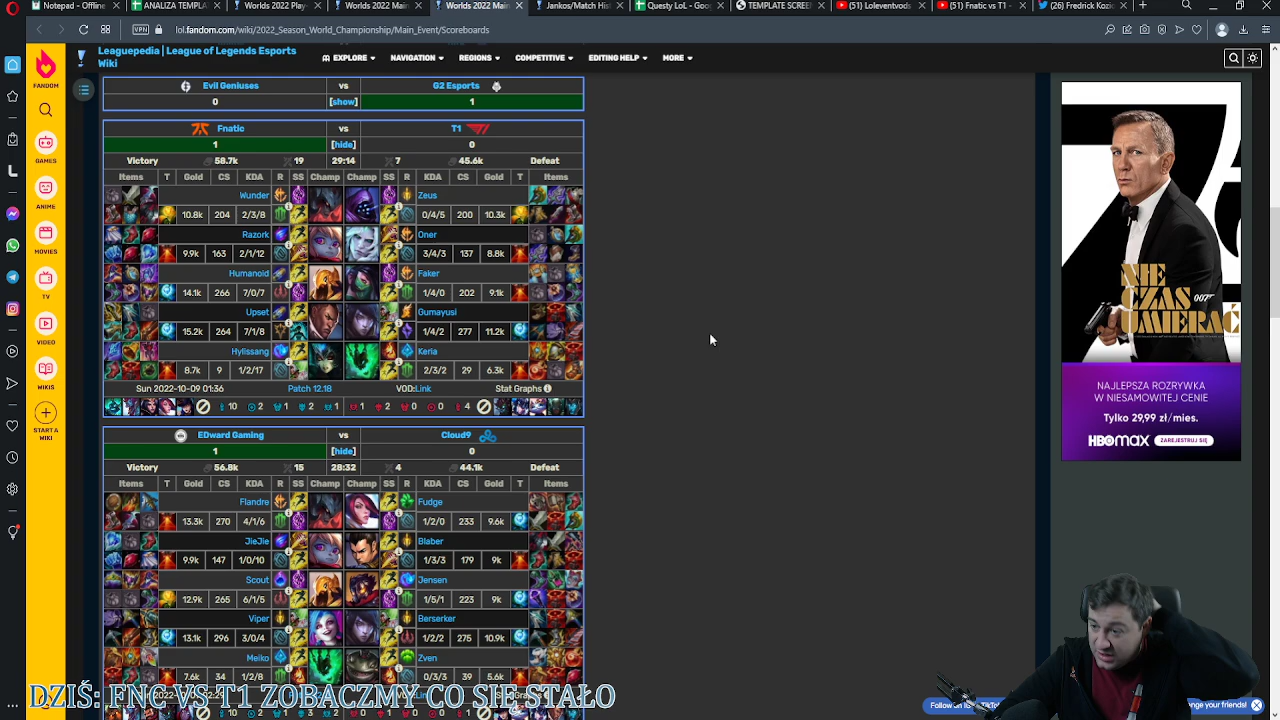 Notepad - Offline
ANALIZA TEMPLA
Worlds 2022 Play
Worlds 2022 Main
Worlds 2022 Main
Jankos/Match Hist
Questy LoL - Goog
TEMPLATE SCREE
(51) Loleventvods
(51) Fnatic vs T1 -
(26) Fredrick Kozic
VPN
lol.fandom.com/wiki/2022_Season_World_Championship/Main_Event/Scoreboards
Leaguepedia | League of Legends Esports Wiki
EXPLORE
NAVIGATION
REGIONS
COMPETITIVE
EDITING HELP
MORE
FANDOM
GAMES
ANIME
MOVIES
TV
VIDEO
WIKIS
START A WIKI
Evil Geniuses vs G2 Esports
0 [show] 1
Fnatic vs T1
1 [hide] 0
Victory 58.7k 19 29:14 7 45.6k Defeat
Items T Gold CS KDA R SS Champ Champ SS R KDA CS Gold T Items
Wunder Zeus
10.8k 204 2/3/8 0/4/5 200 10.3k
Razork Oner
9.9k 163 2/1/12 3/4/3 137 8.8k
Humanoid Faker
14.1k 266 7/0/7 1/4/0 202 9.1k
Upset Gumayusi
15.2k 264 7/1/8 1/4/2 277 11.2k
Hylissang Keria
8.7k 9 1/2/17 2/3/2 29 6.3k
Sun 2022-10-09 01:36 Patch 12.18 VOD:Link Stat Graphs
10 2 1 2 1 1 2 0 0 4
EDward Gaming vs Cloud9
1 [hide] 0
Victory 56.8k 15 28:32 4 44.1k Defeat
Items T Gold CS KDA R SS Champ Champ SS R KDA CS Gold T Items
Flandre Fudge
13.3k 270 4/1/6 1/2/0 233 9.6k
JieJie Blaber
9.9k 147 1/0/10 1/3/3 179 9k
Scout Jensen
12.9k 265 6/1/5 1/5/1 223 9k
Viper Berserker
13.1k 296 3/0/4 1/2/2 275 10.9k
Meiko Zven
7.6k 34 1/2/8 0/3/3 39 5.6k
DZIŚ: FNC VS T1 ZOBACZMY CO SIĘ STAŁO
NIE
CZAS 007
UMIERAĆ
NAJLEPSZA ROZRYWKA
W NIESAMOWITEJ CENIE
Tylko 29,99 zł/mies.
HBOMAX ZAREJESTRUJ SIĘ
Follow on TikTo
ange your friends!